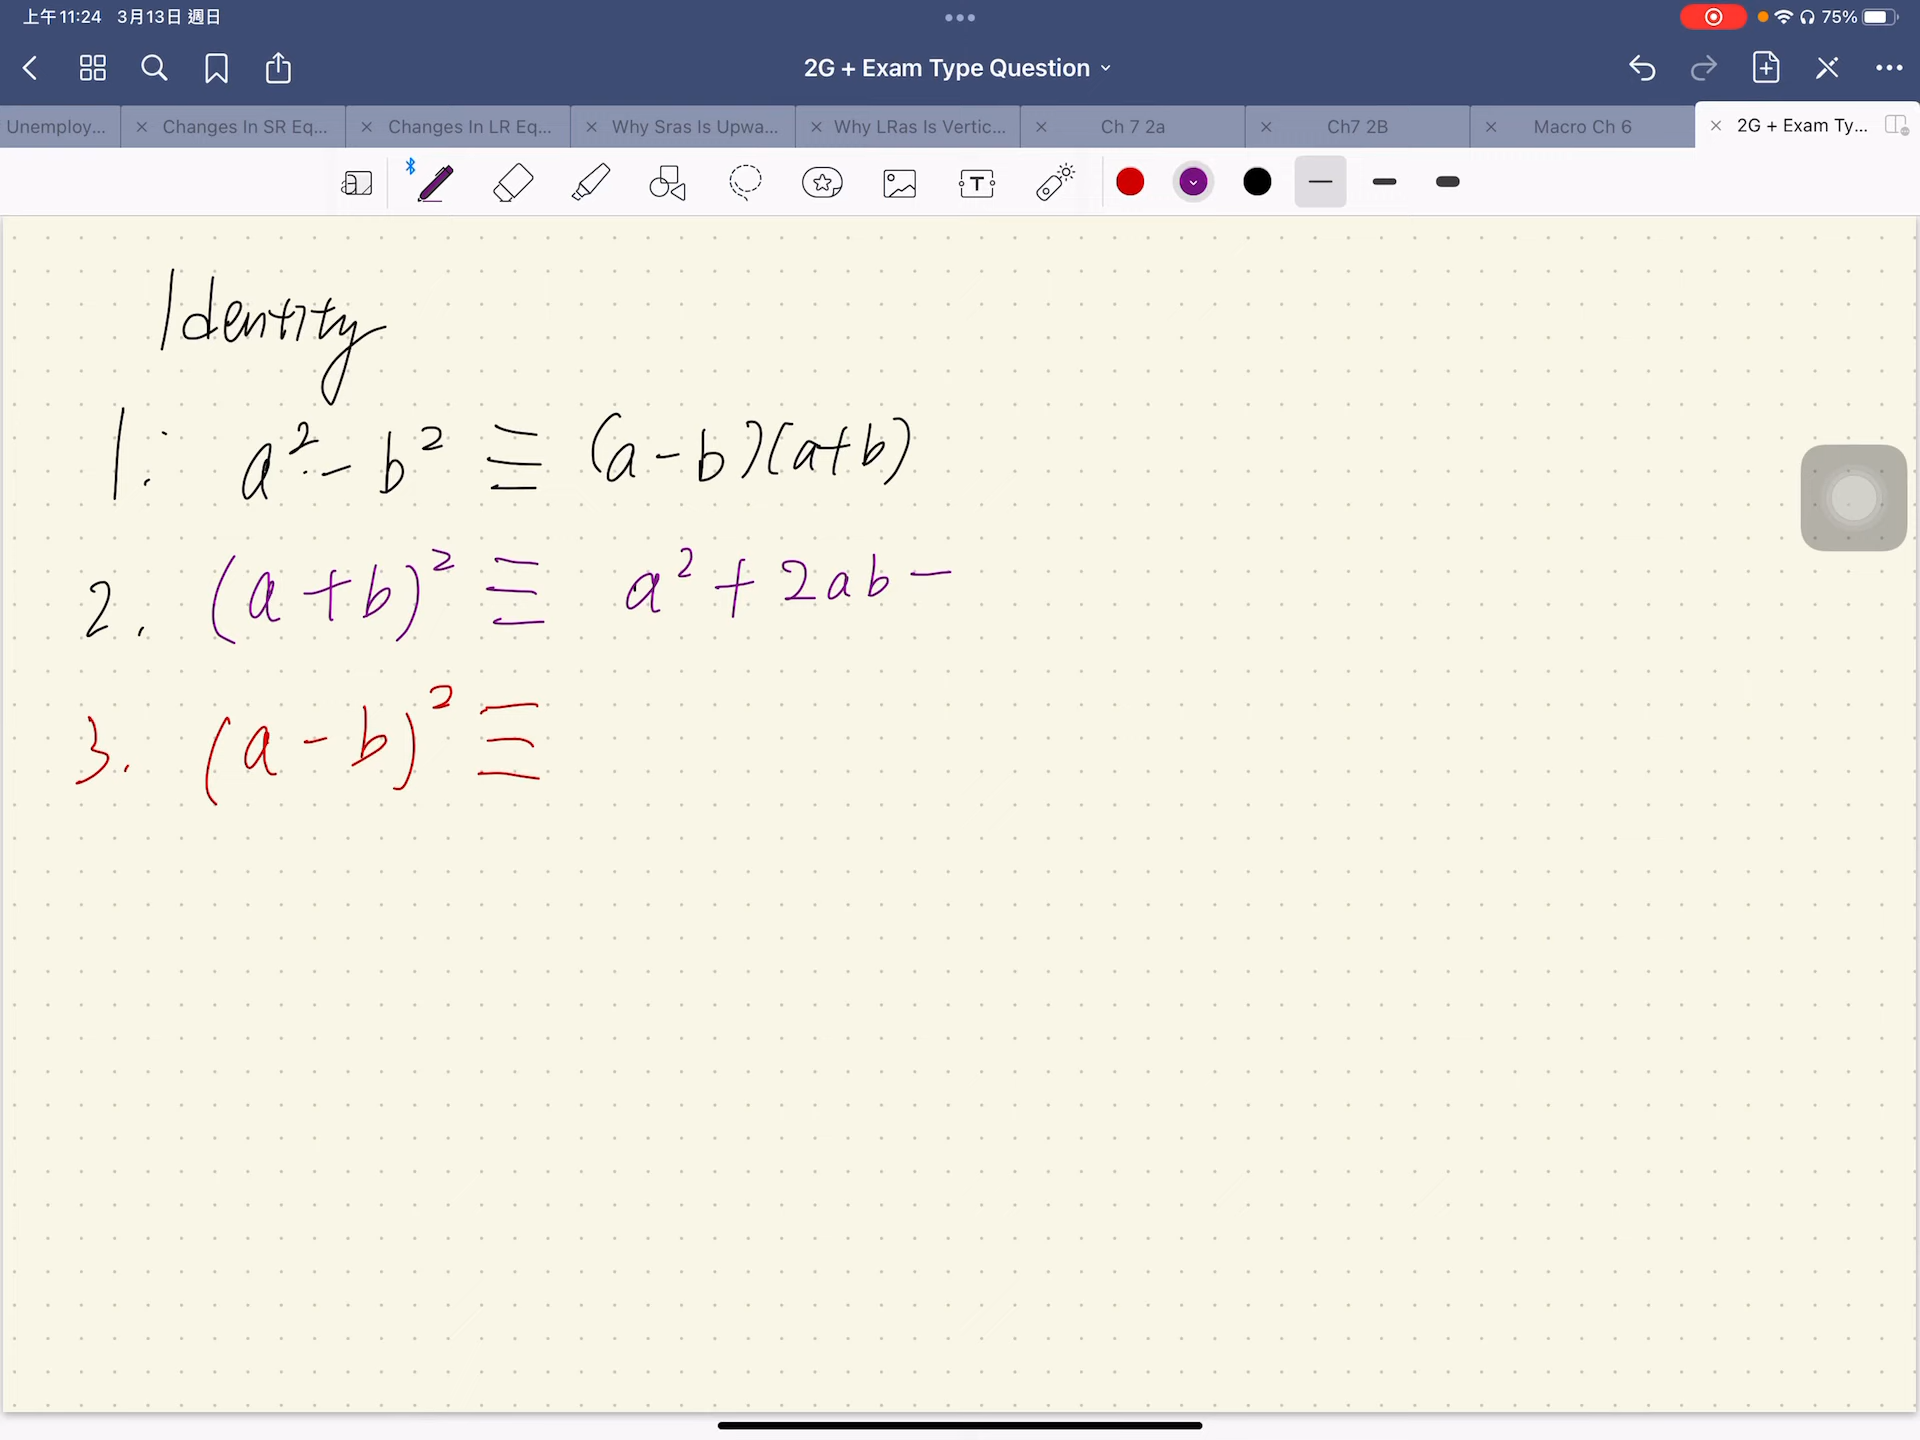 上午11:24 3月13日 週日 75%
2G + Exam Type Question
Unemploy... Changes In SR Eq... Changes In LR Eq... Why Sras Is Upwa... Why LRas Is Vertic... Ch 7 2a Ch7 2B Macro Ch 6 2G + Exam Ty...
Identity
1: a² - b² ≡ (a-b)(a+b)
2. (a+b)² ≡ a² + 2ab -
3. (a-b)² ≡